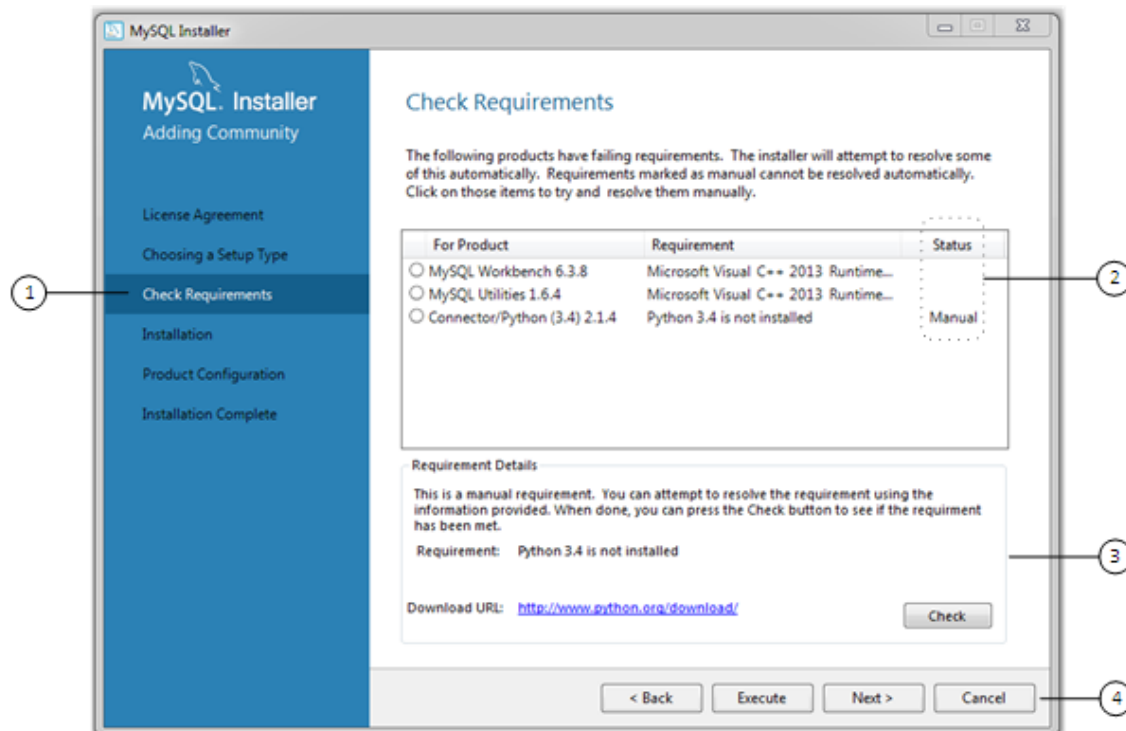 MySQL Installer
MySQL. Installer
Adding Community
License Agreement
Choosing a Setup Type
Check Requirements
Installation
Product Configuration
Installation Complete
1
Check Requirements
The following products have failing requirements. The installer will attempt to resolve some
of this automatically. Requirements marked as manual cannot be resolved automatically.
Click on those items to try and resolve them manually.
For Product Requirement Status
MySQL Workbench 6.3.8 Microsoft Visual C++ 2013 Runtime...
MySQL Utilities 1.6.4 Microsoft Visual C++ 2013 Runtime...
Connector/Python (3.4) 2.1.4 Python 3.4 is not installed Manual
2
Requirement Details
This is a manual requirement. You can attempt to resolve the requirement using the
information provided. When done, you can press the Check button to see if the requirment
has been met.
Requirement: Python 3.4 is not installed
3
Download URL: http://www.python.org/download/
Check
< Back Execute Next > Cancel
4